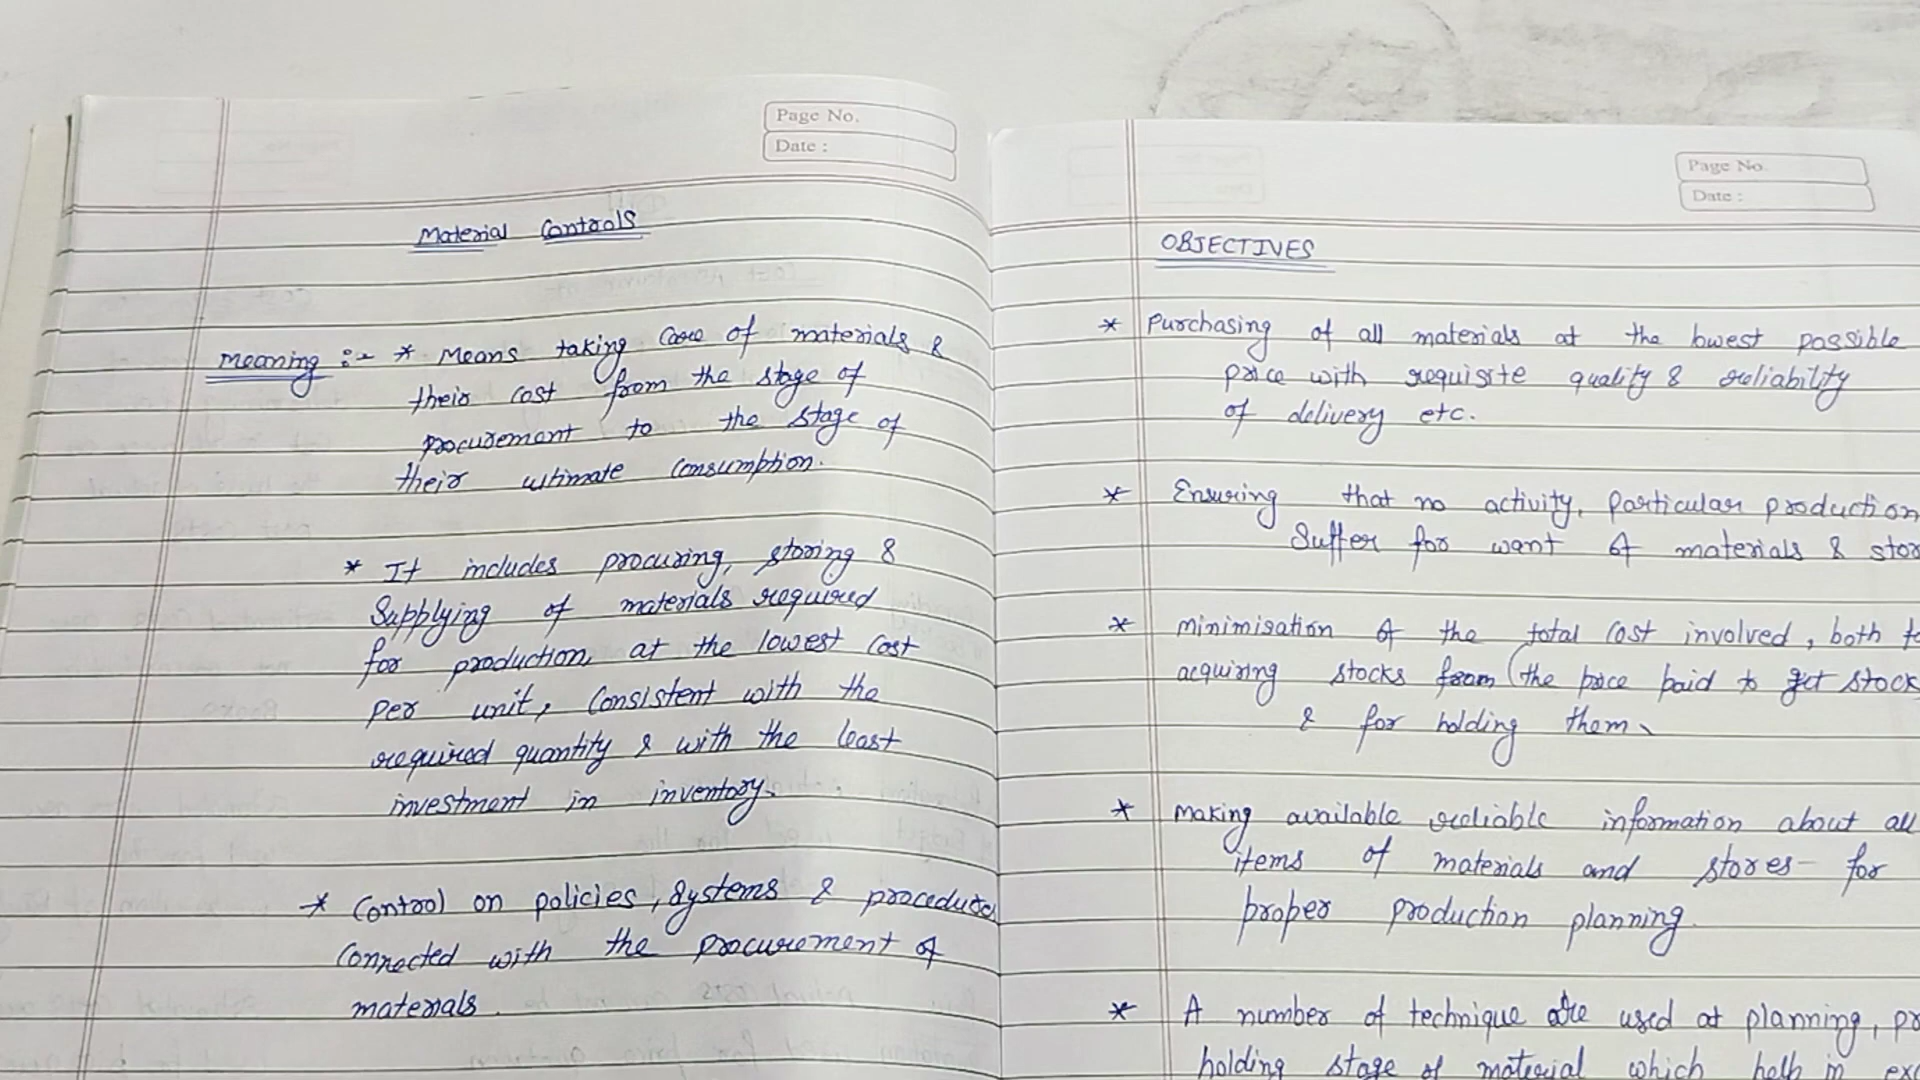 Page No.
Date :
Material Controls
Meaning :- * Means taking care of materials &
their cost from the stage of
procurement to the stage of
their ultimate consumption.
* It includes procuring, storing &
Supplying of materials required
for production, at the lowest cost
per unit, consistent with the
required quantity & with the least
investment in inventory.
* Control on policies, systems & procedures
connected with the procurement of
materials.
Page No.
Date :
OBJECTIVES
* Purchasing of all materials at the lowest possible
price with requisite quality & reliability
of delivery etc.
* Ensuring that no activity, particular production
Suffer for want of materials & stor
* minimisation of the total cost involved, both
acquiring stocks from (the price paid to get stock
& for holding them.
* Making available reliable information about all
items of materials and stores - for
proper production planning.
* A number of technique are used at planning,
holding stage of material which help in